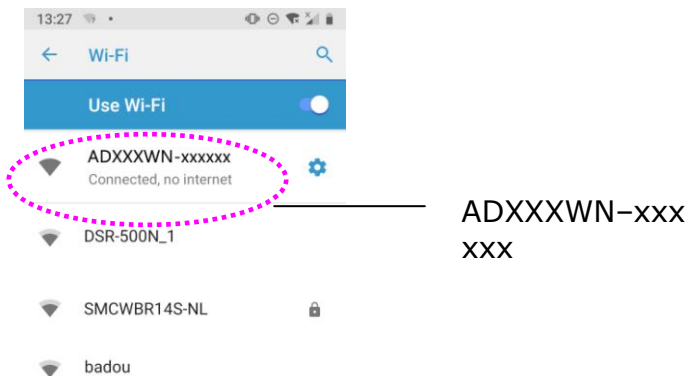 13:27
Wi-Fi
Use Wi-Fi
ADXXXWN-xxxxxx
Connected, no internet
ADXXXWN-xxx
xxx
DSR-500N_1
SMCWBR14S-NL
badou